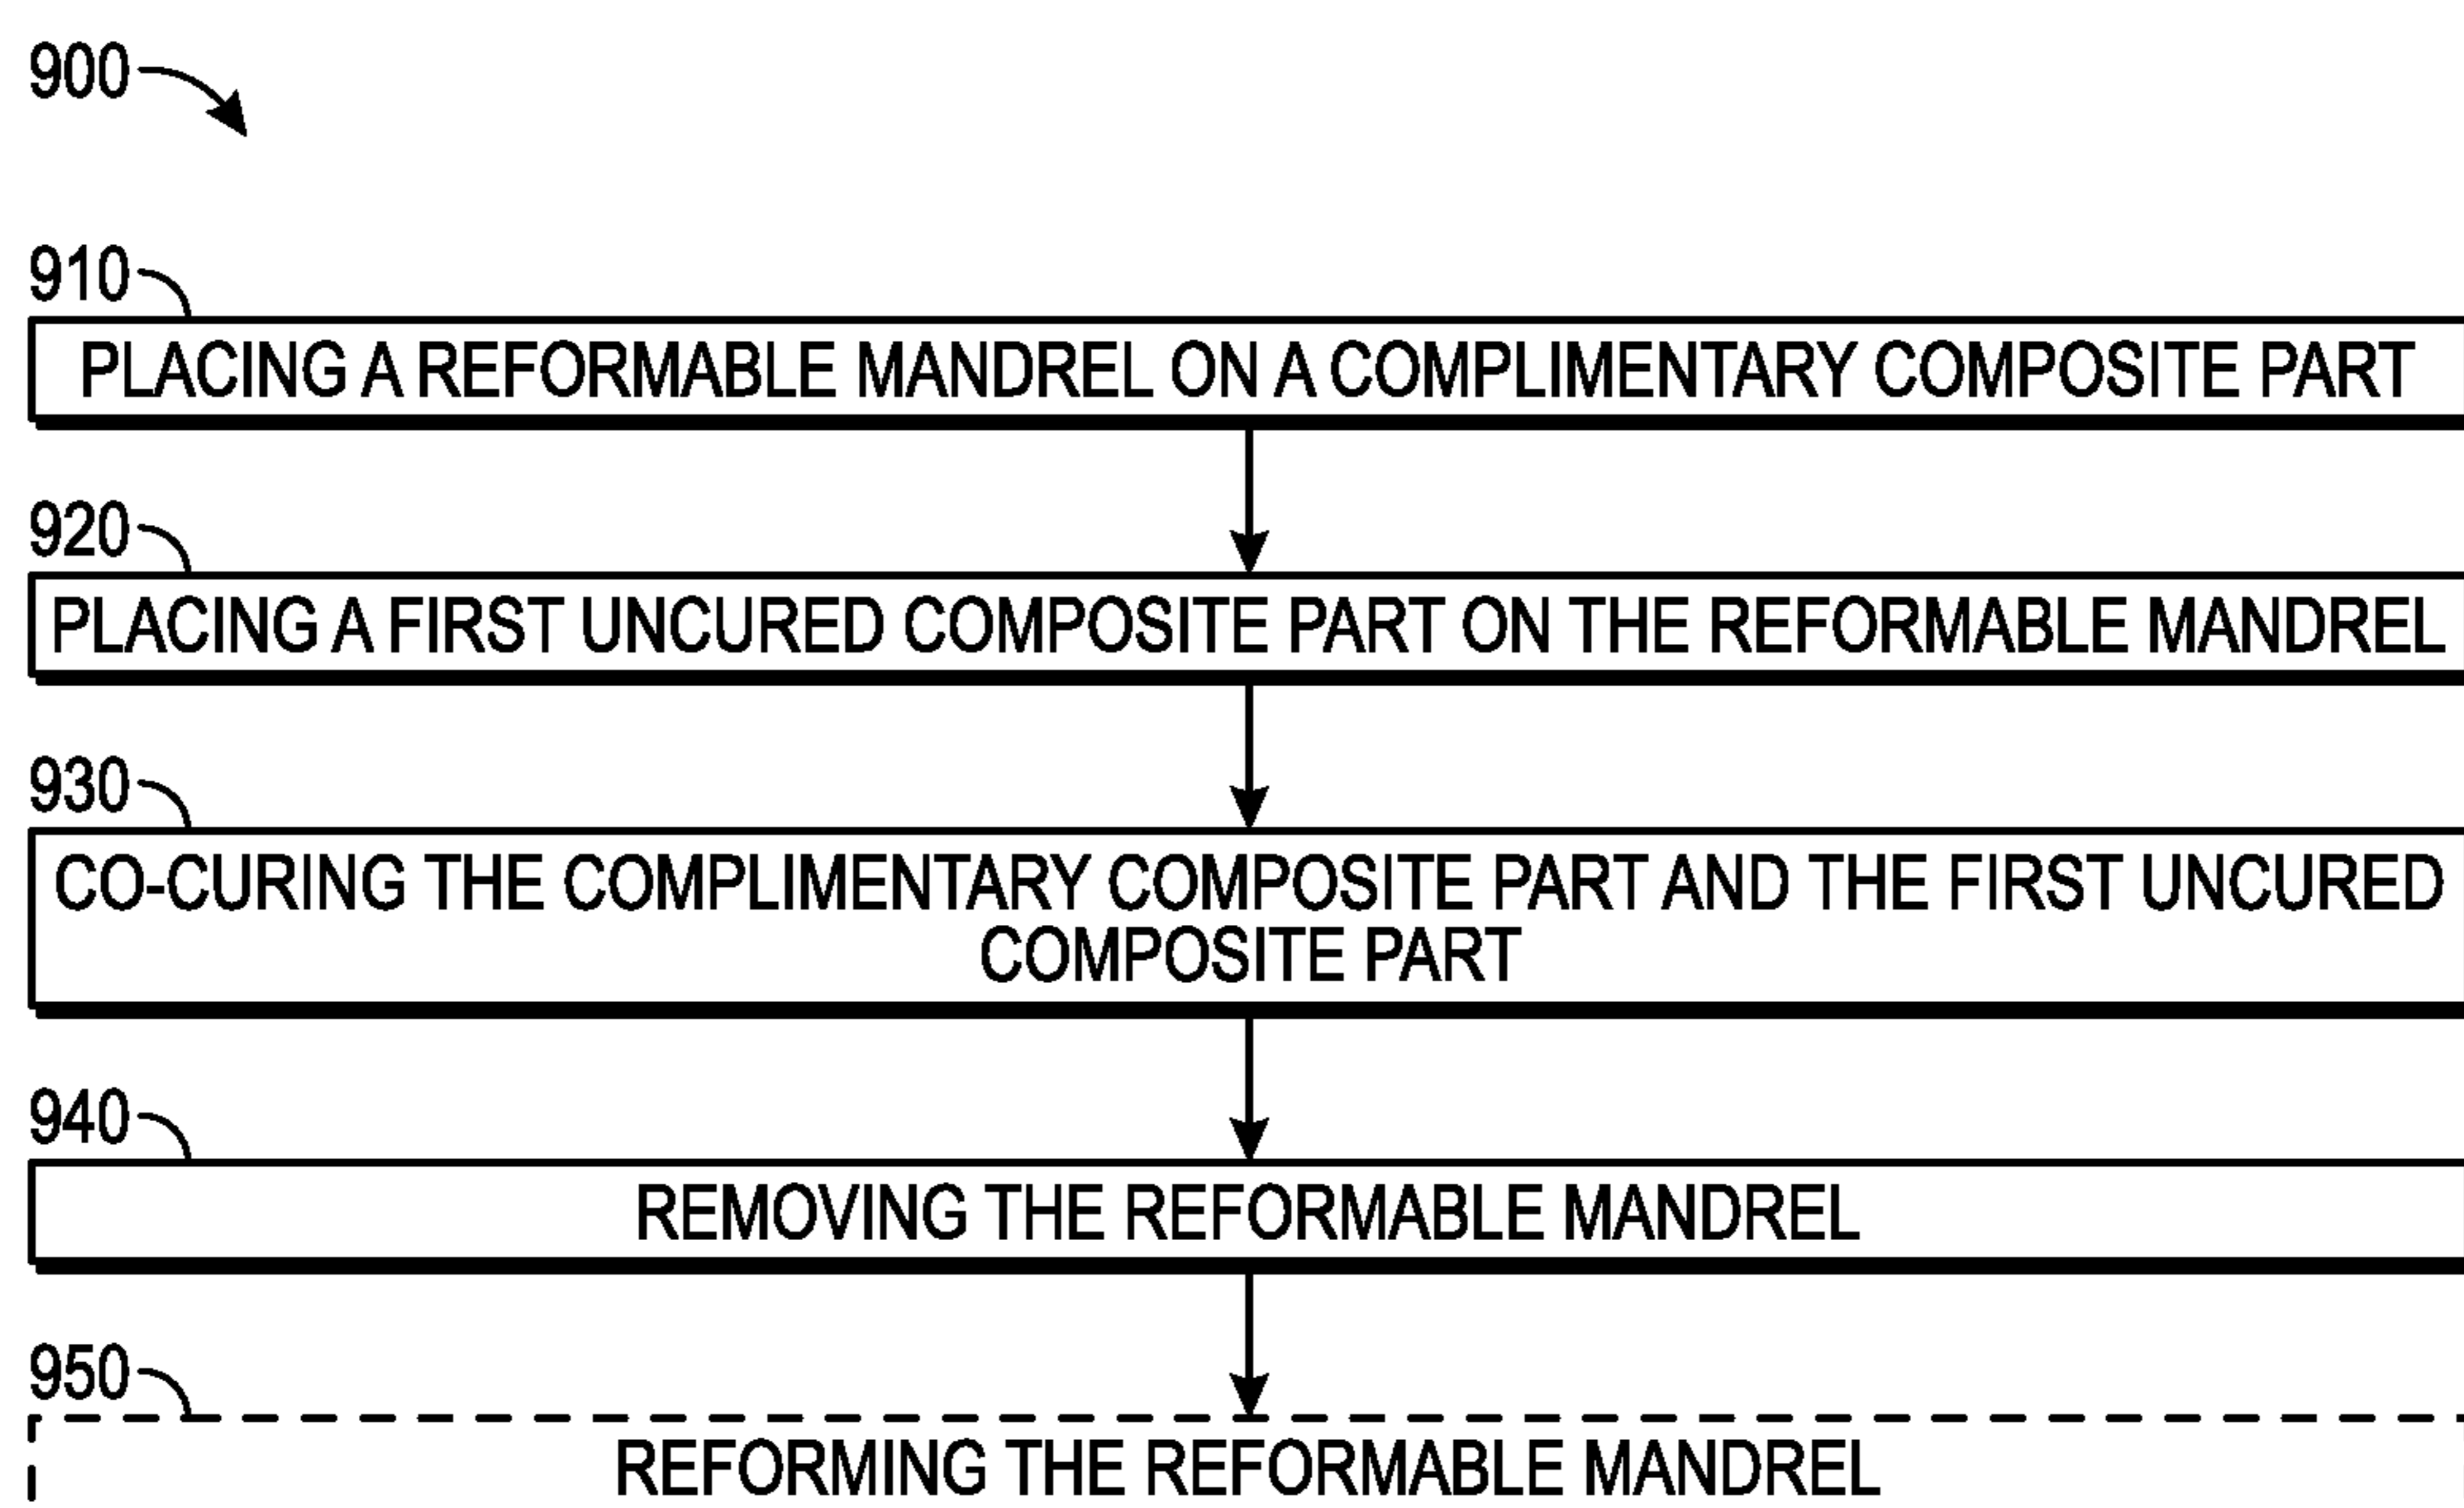 900
910
PLACING A REFORMABLE MANDREL ON A COMPLIMENTARY COMPOSITE PART
920
PLACING A FIRST UNCURED COMPOSITE PART ON THE REFORMABLE MANDREL
930
CO-CURING THE COMPLIMENTARY COMPOSITE PART AND THE FIRST UNCURED
COMPOSITE PART
940
REMOVING THE REFORMABLE MANDREL
950
REFORMING THE REFORMABLE MANDREL